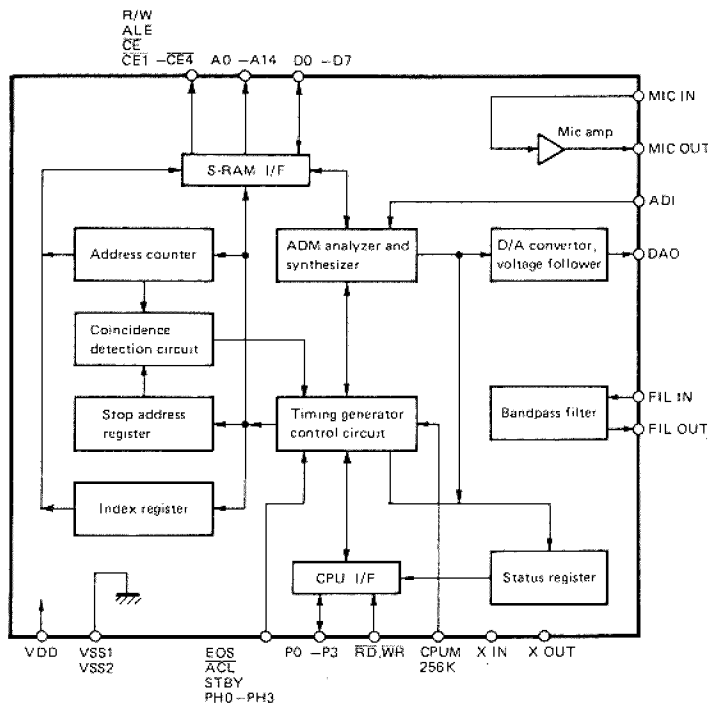 R/W
ALE
CE
CE1 –CE4
A0 –A14
D0 –D7
MIC IN
Mic amp
MIC OUT
S-RAM I/F
ADI
Address counter
ADM analyzer and
synthesizer
D/A convertor,
voltage follower
DAO
Coincidence
detection circuit
Stop address
register
Timing generator
control circuit
Bandpass filter
FIL IN
FIL OUT
Index register
CPU I/F
Status register
VDD
VSS1
VSS2
EOS
ACL
STBY
PH0–PH3
P0 –P3
RD,WR
CPUM
256K
X IN
X OUT